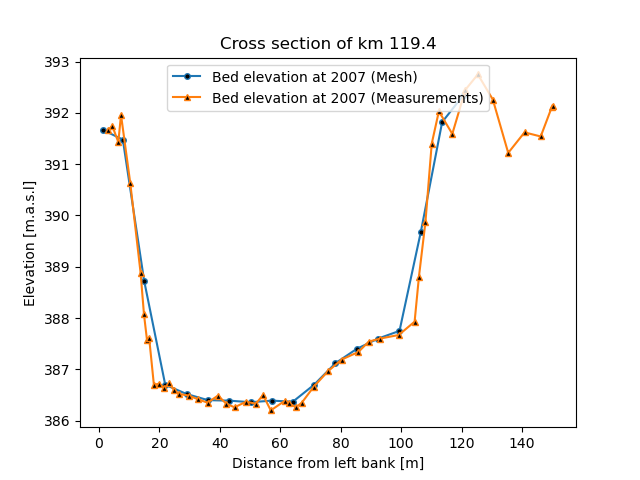 Cross section of km 119.4
Bed elevation at 2007 (Mesh)
Bed elevation at 2007 (Measurements)
Elevation [m.a.s.l]
393
392
391
390
389
388
387
386
0 20 40 60 80 100 120 140
Distance from left bank [m]